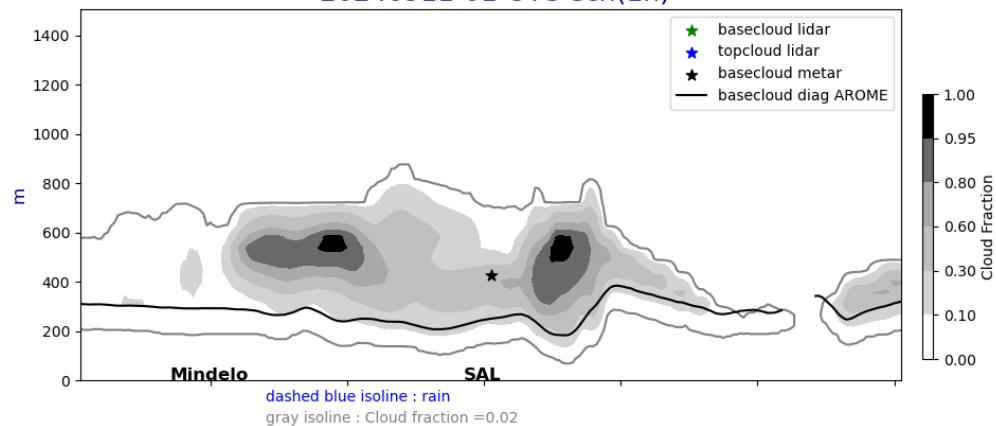 1400
1200
1000
800
600
400
200
0
m
basecloud lidar
topcloud lidar
basecloud metar
basecloud diag AROME
1.00
0.95
0.80
0.60
0.30
0.10
0.00
Cloud Fraction
Mindelo
SAL
dashed blue isoline : rain
gray isoline : Cloud fraction =0.02